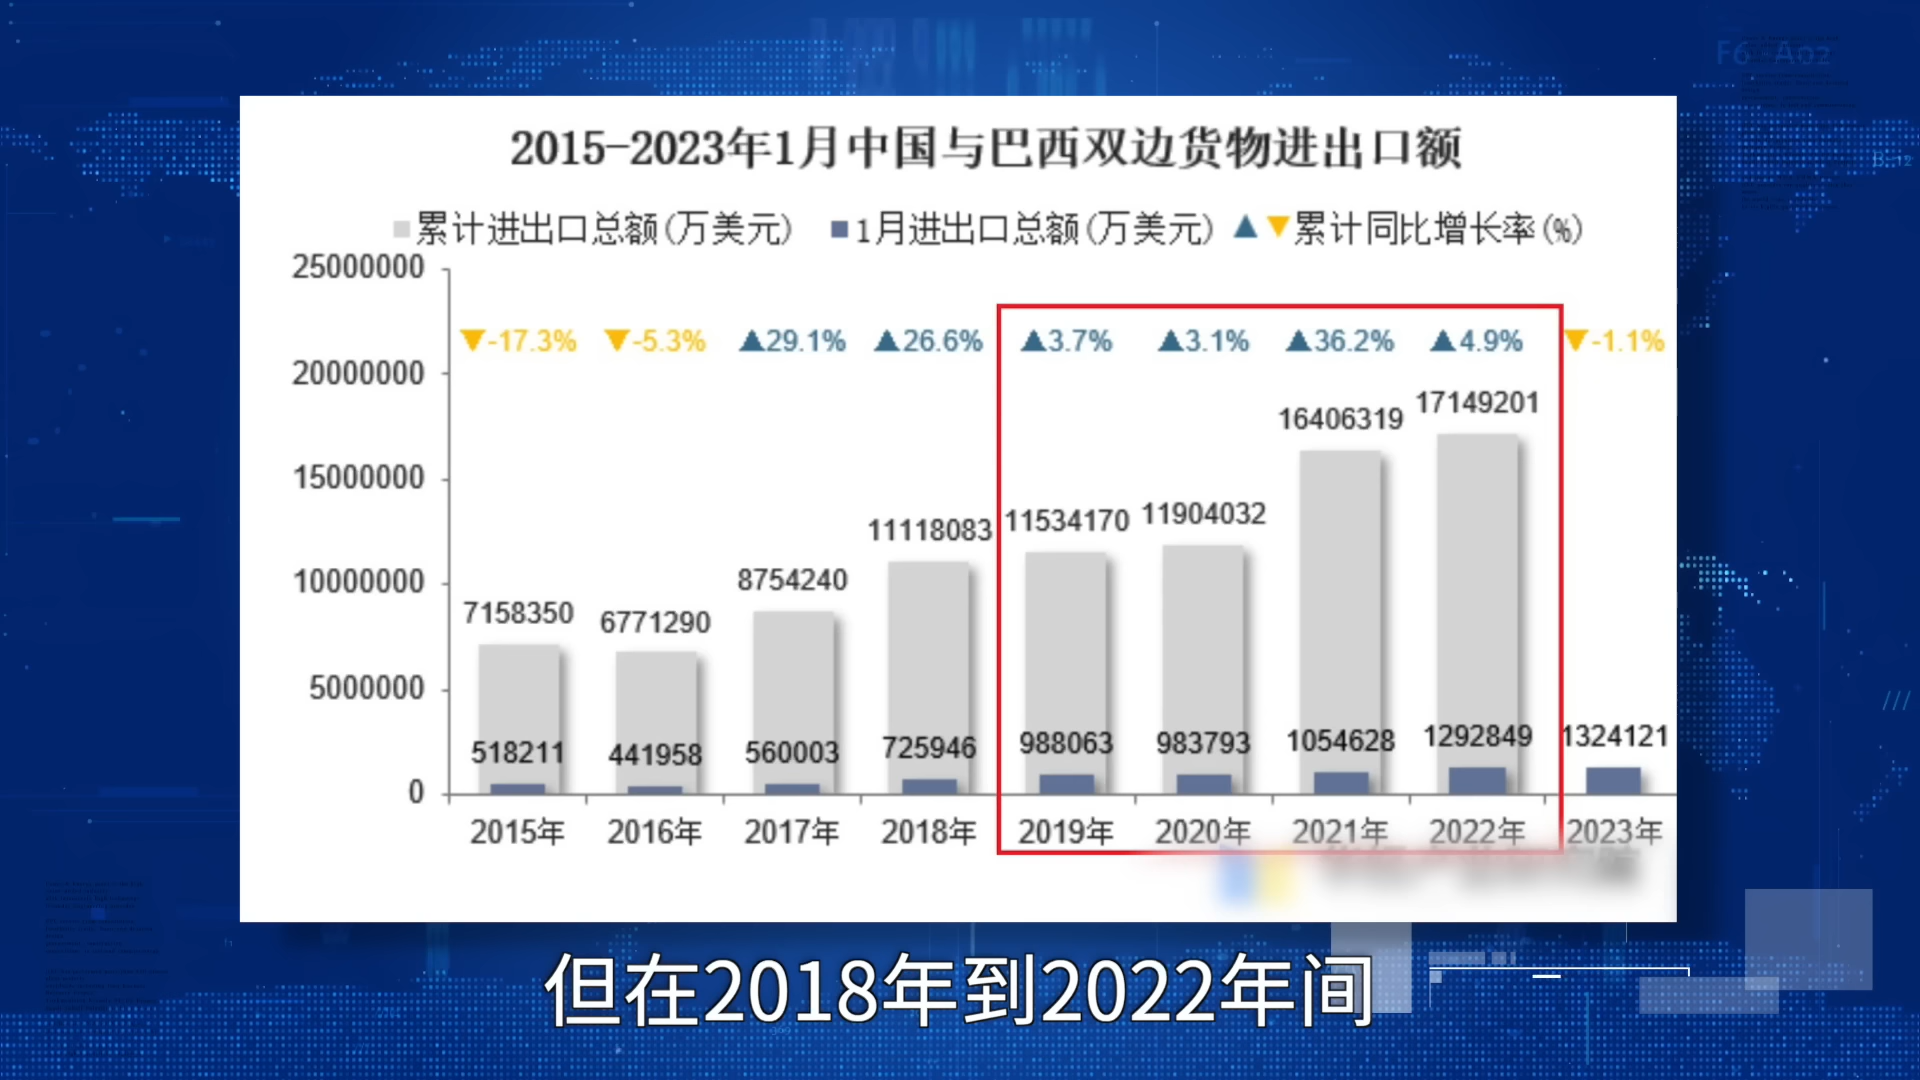 2015-2023年1月中国与巴西双边货物进出口额
累计进出口总额(万美元) 1月进出口总额(万美元) ▲▼累计同比增长率(%)
25000000
▼-17.3% ▼-5.3% ▲29.1% ▲26.6% ▲3.7% ▲3.1% ▲36.2% ▲4.9% ▼-1.1%
20000000
16406319 17149201
15000000
11118083 11534170 11904032
10000000
7158350 6771290 8754240
5000000
518211 441958 560003 725946 988063 983793 1054628 1292849 1324121
0
2015年 2016年 2017年 2018年 2019年 2020年 2021年 2022年 2023年
但在2018年到2022年间